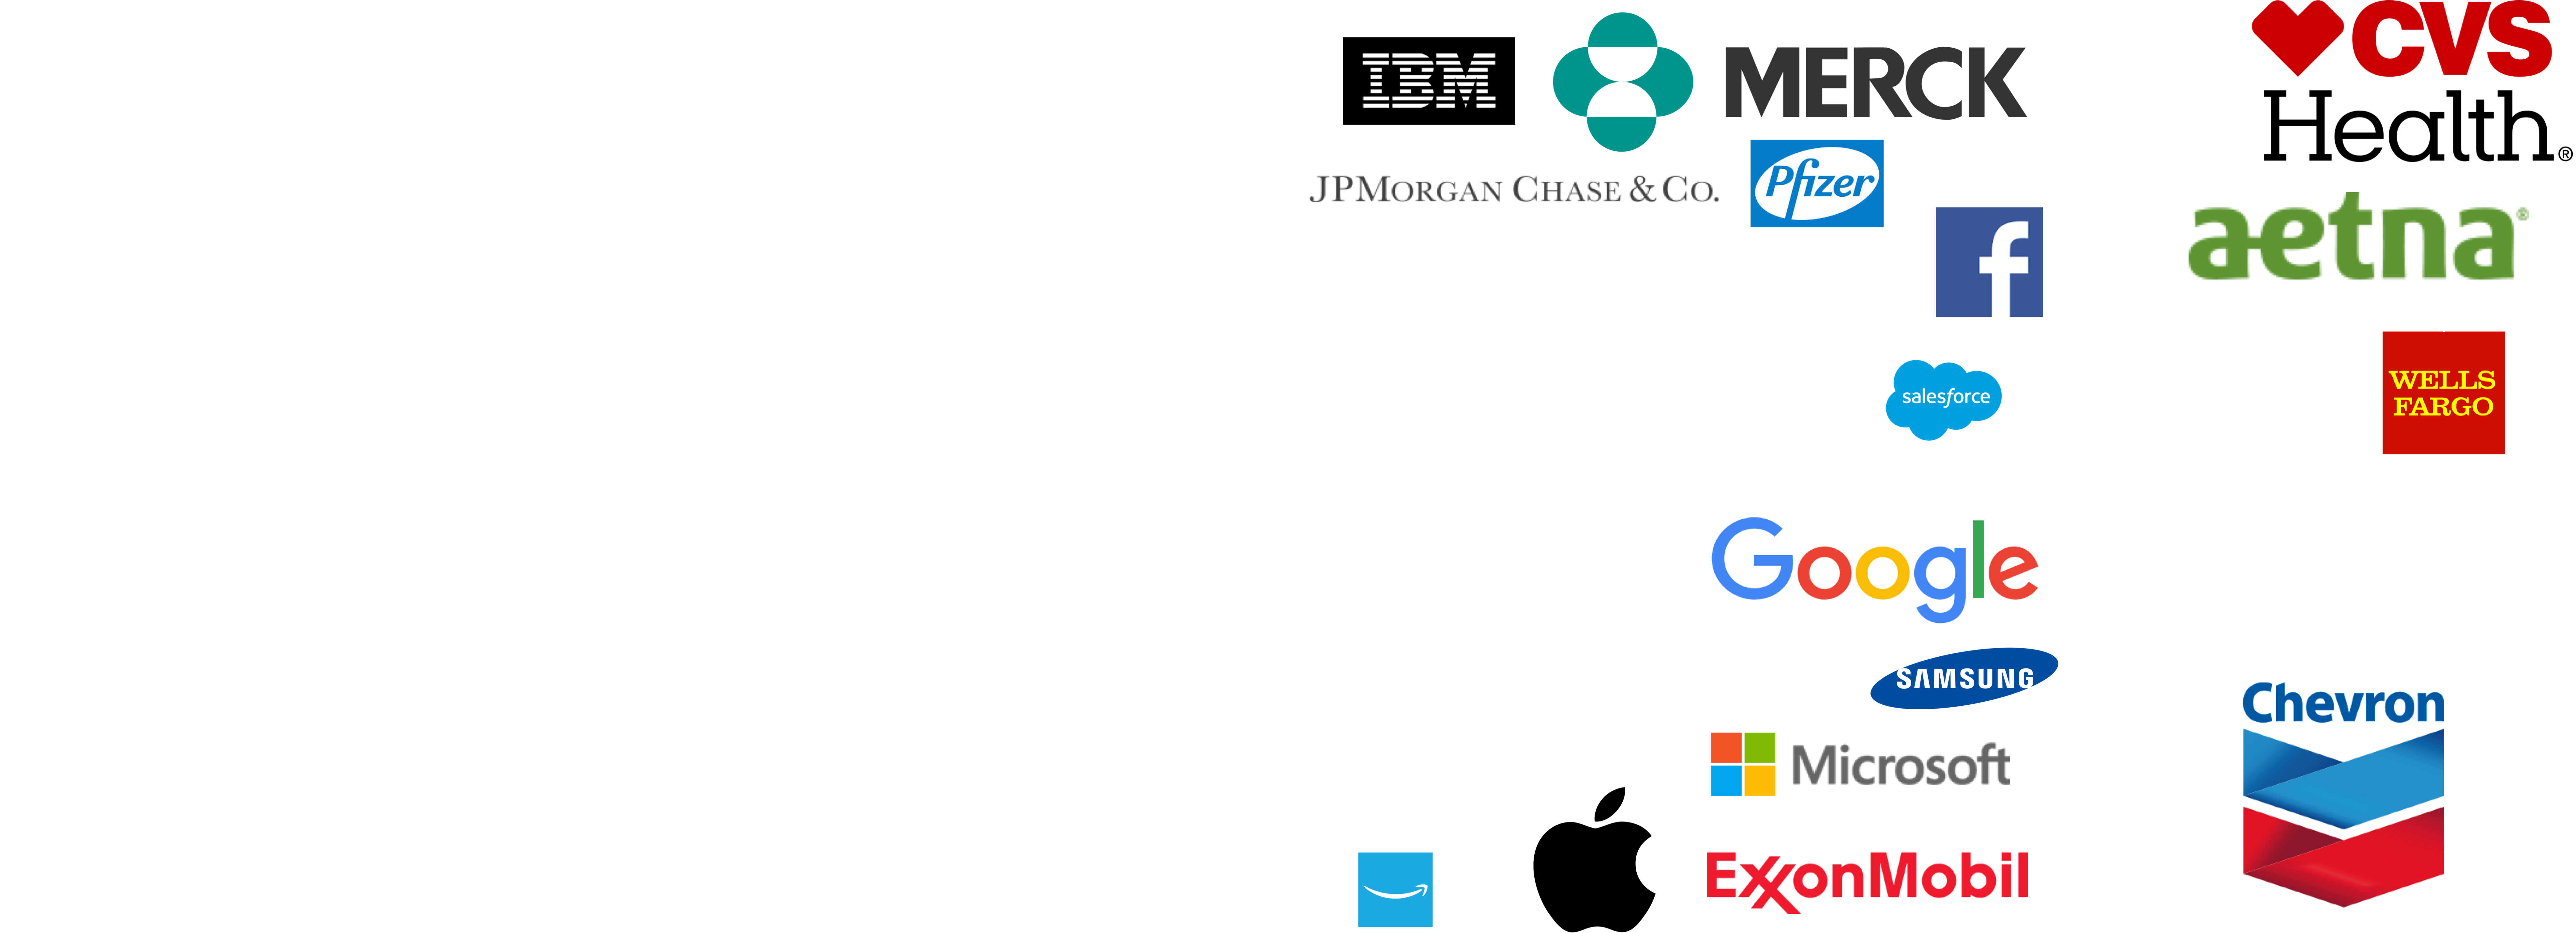 IBM
MERCK
CVS
Health®
JPMORGAN CHASE & CO.
Pfizer
f
aetna®
salesforce
WELLS
FARGO
Google
SAMSUNG
Chevron
Microsoft
ExxonMobil